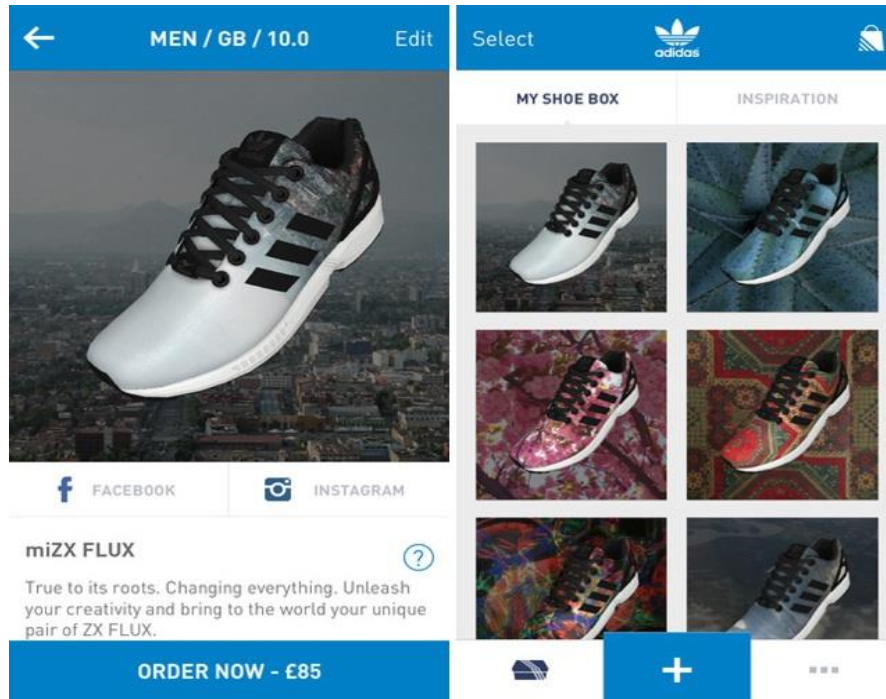 MEN / GB / 10.0
Edit
FACEBOOK
INSTAGRAM
miZX FLUX
?
True to its roots. Changing everything. Unleash
your creativity and bring to the world your unique
pair of ZX FLUX.
ORDER NOW - £85
Select
adidas
MY SHOE BOX
INSPIRATION